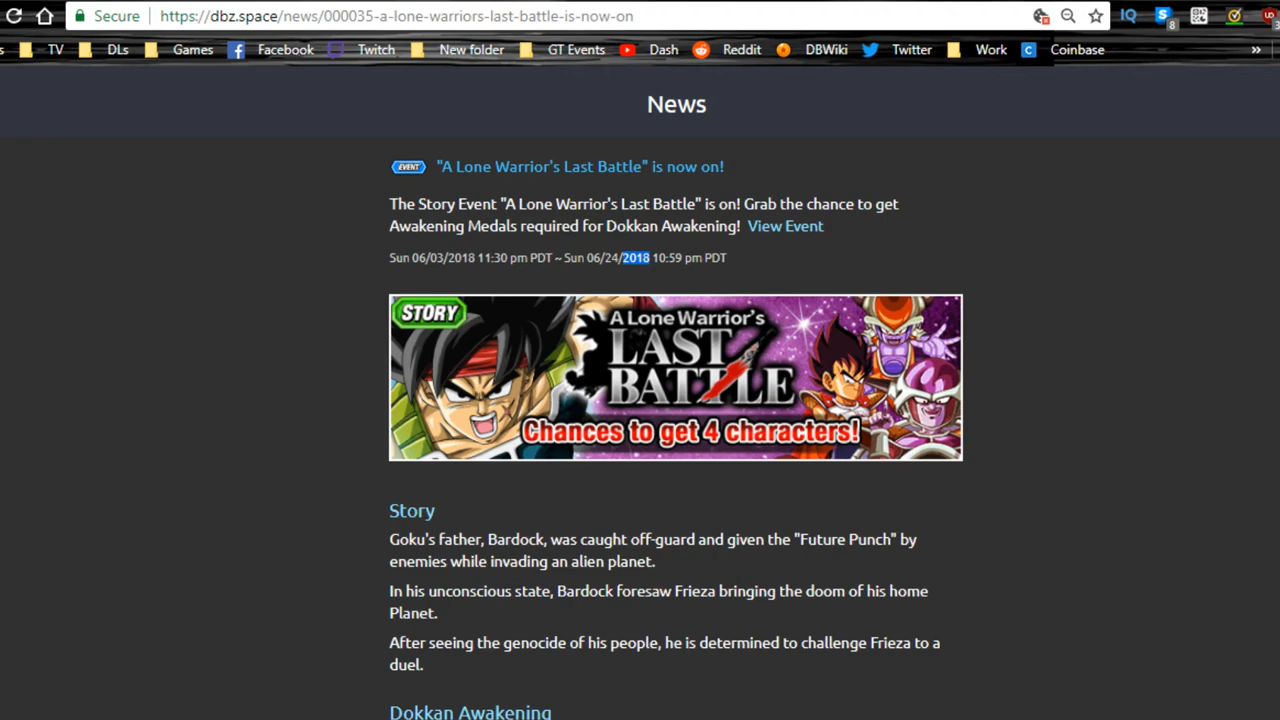 Secure https://dbz.space/news/000035-a-lone-warriors-last-battle-is-now-on
TV DLs Games Facebook Twitch New folder GT Events Dash Reddit DBWiki Twitter Work Coinbase »
News
EVENT "A Lone Warrior's Last Battle" is now on!
The Story Event "A Lone Warrior's Last Battle" is on! Grab the chance to get
Awakening Medals required for Dokkan Awakening! View Event
Sun 06/03/2018 11:30 pm PDT ~ Sun 06/24/2018 10:59 pm PDT
STORY
A Lone Warrior's
LAST
BATTLE
Chances to get 4 characters!
Story
Goku's father, Bardock, was caught off-guard and given the "Future Punch" by
enemies while invading an alien planet.
In his unconscious state, Bardock foresaw Frieza bringing the doom of his home
Planet.
After seeing the genocide of his people, he is determined to challenge Frieza to a
duel.
Dokkan Awakening